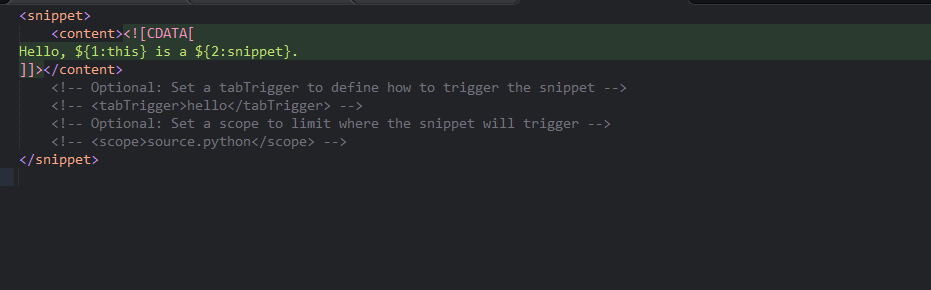 <snippet>
    <content><![CDATA[
Hello, ${1:this} is a ${2:snippet}.
]]></content>
    <!-- Optional: Set a tabTrigger to define how to trigger the snippet -->
    <!-- <tabTrigger>hello</tabTrigger> -->
    <!-- Optional: Set a scope to limit where the snippet will trigger -->
    <!-- <scope>source.python</scope> -->
</snippet>